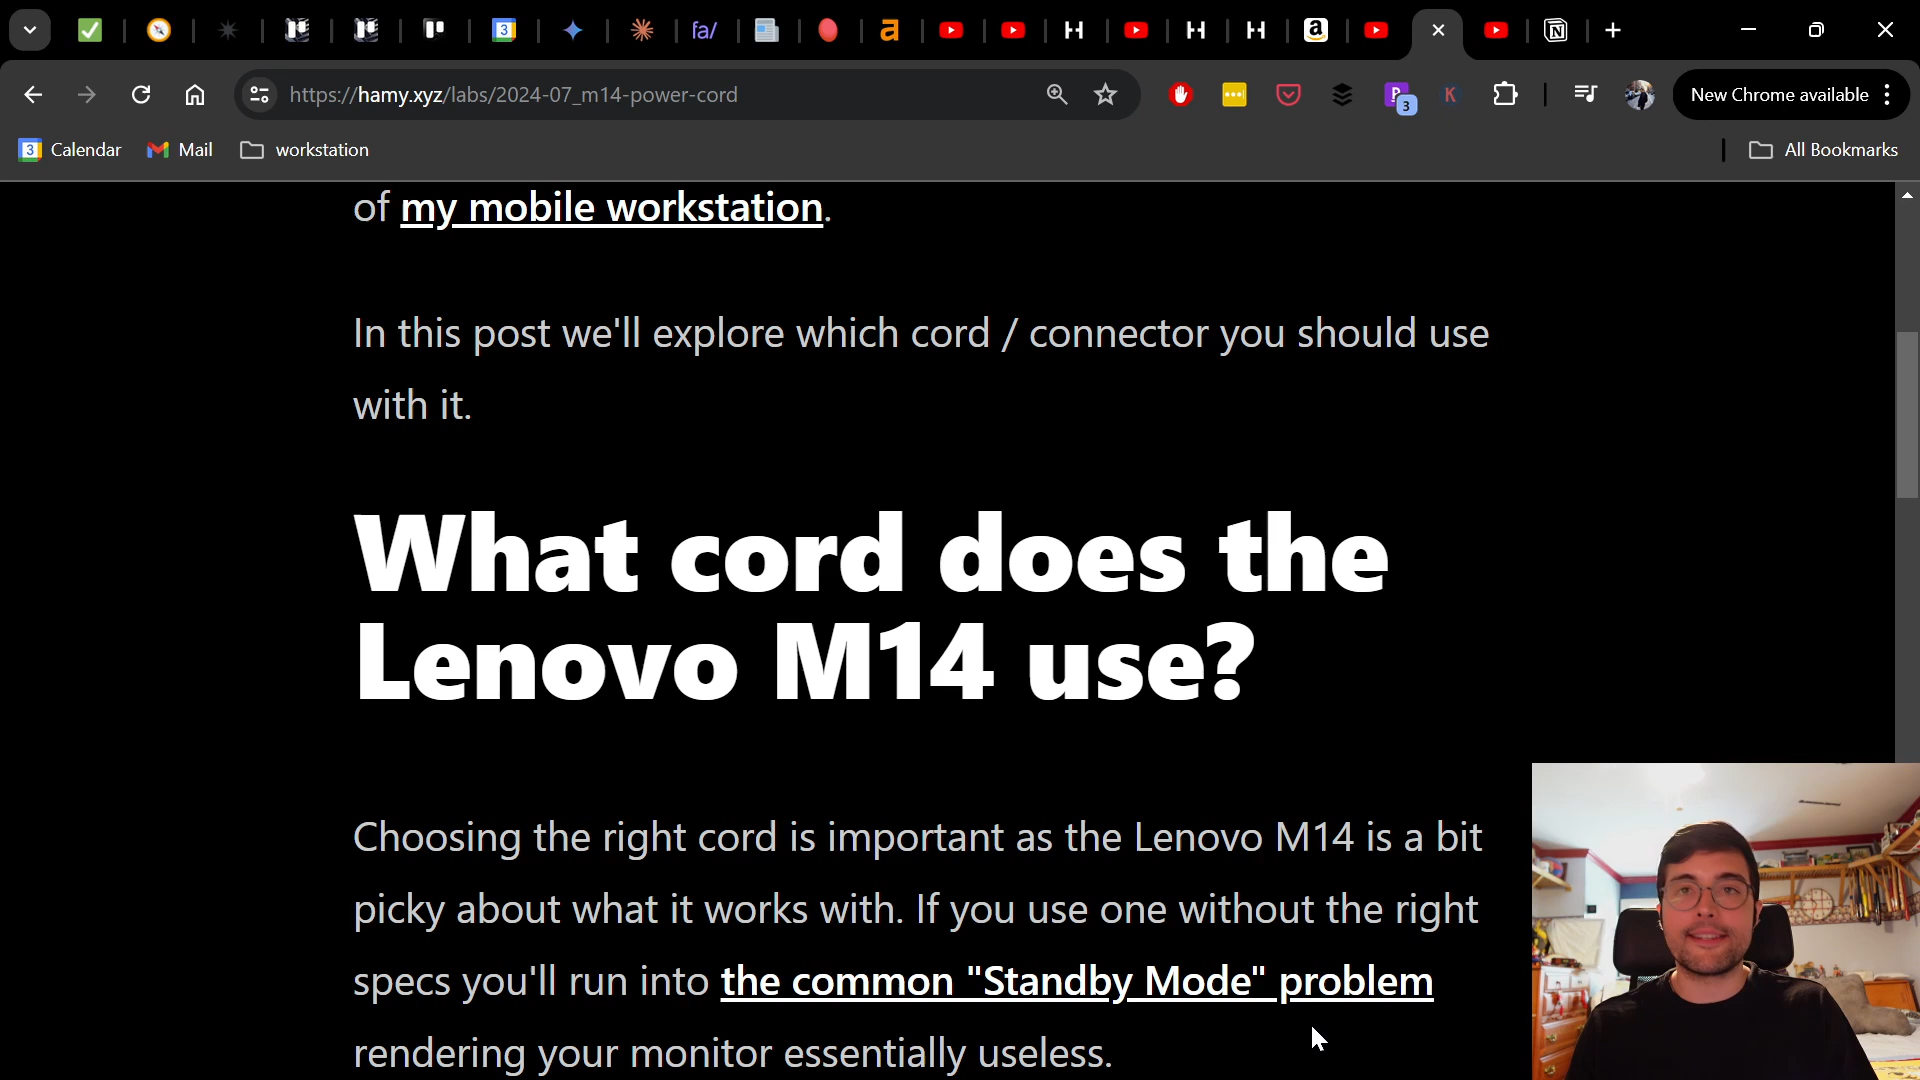 3
fa/
a
H
H
H
a
N
https://hamy.xyz/labs/2024-07_m14-power-cord
3
K
New Chrome available
3 Calendar
Mail
workstation
All Bookmarks
of my mobile workstation.
In this post we'll explore which cord / connector you should use
with it.
What cord does the
Lenovo M14 use?
Choosing the right cord is important as the Lenovo M14 is a bit
picky about what it works with. If you use one without the right
specs you'll run into the common "Standby Mode" problem
rendering your monitor essentially useless.